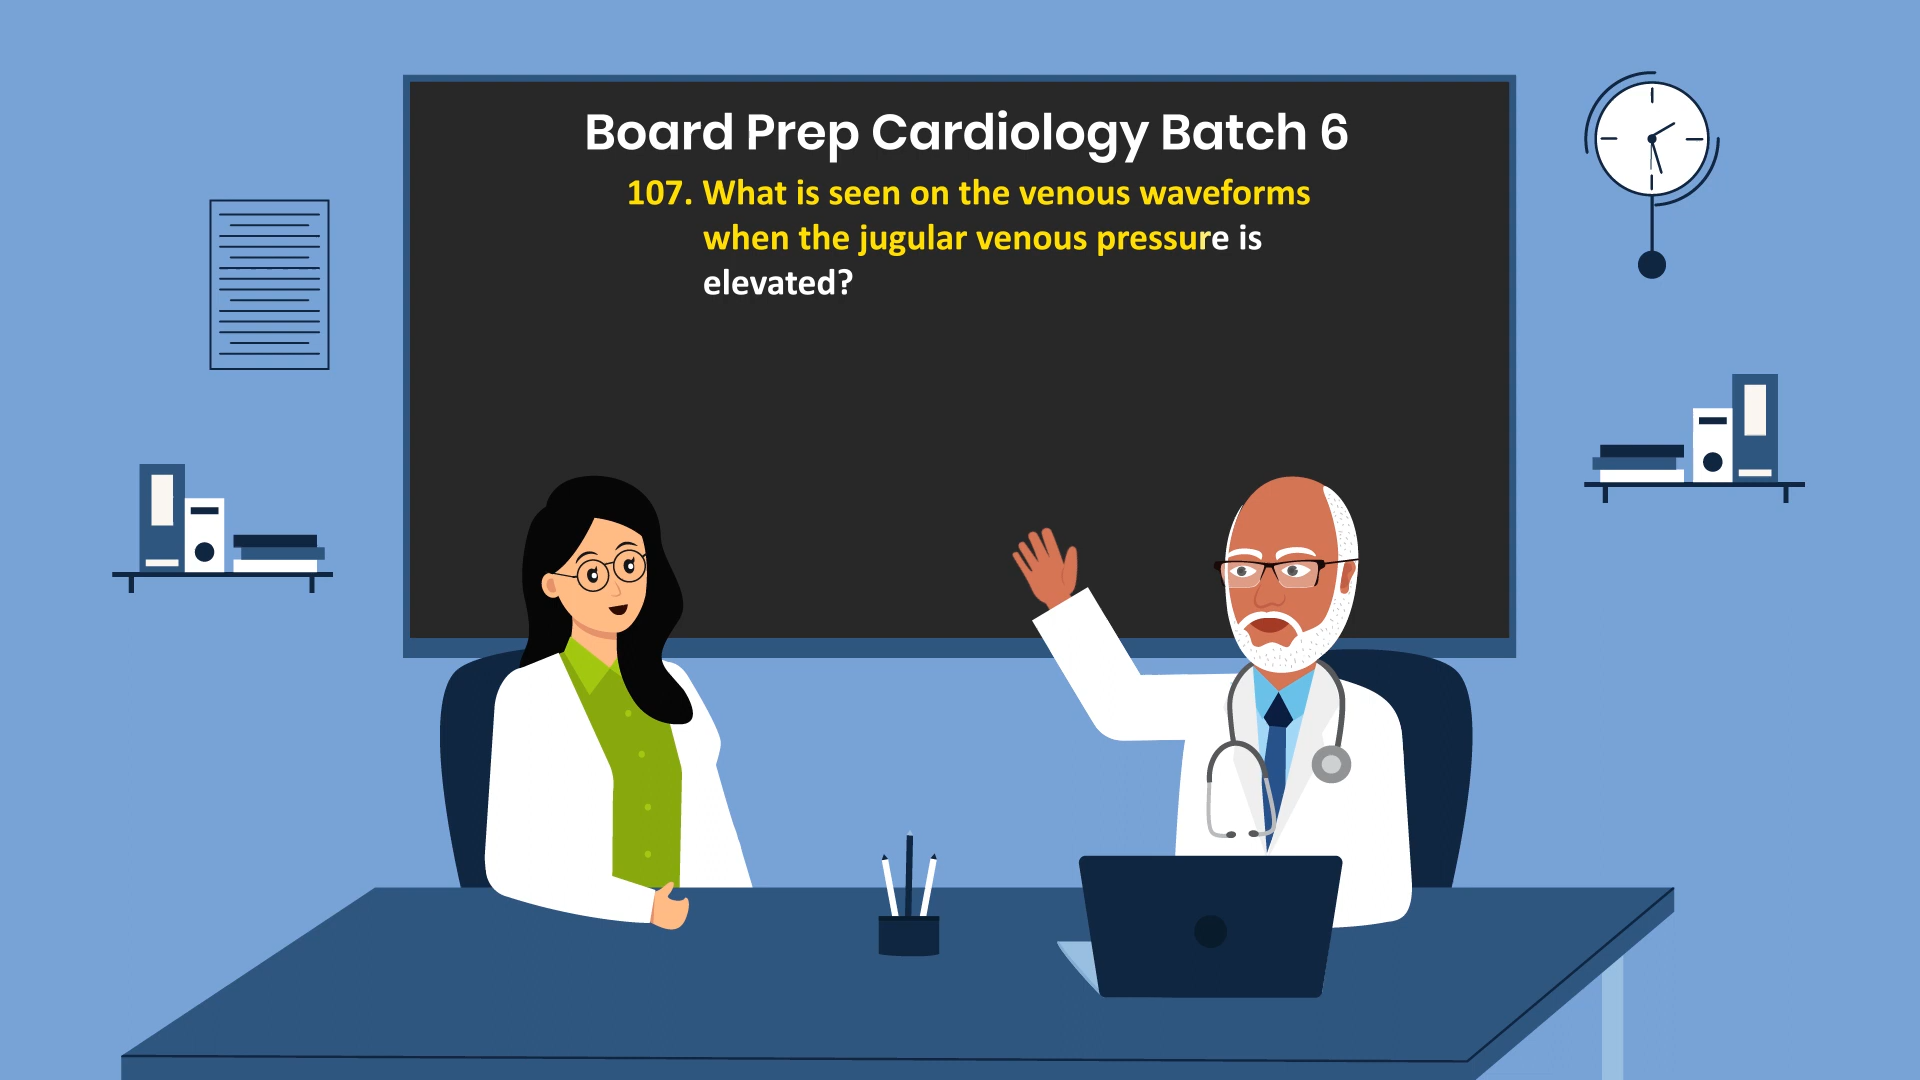 Board Prep Cardiology Batch 6
107. What is seen on the venous waveforms
when the jugular venous pressure is
elevated?